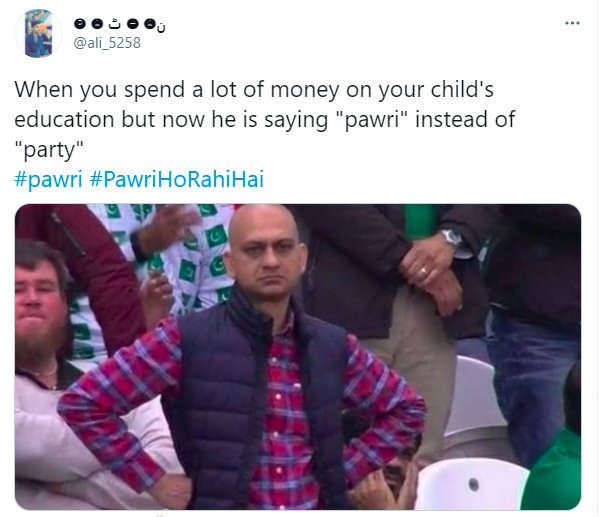 @ali_5258
When you spend a lot of money on your child's
education but now he is saying "pawri" instead of
"party"
#pawri #PawriHoRahiHai